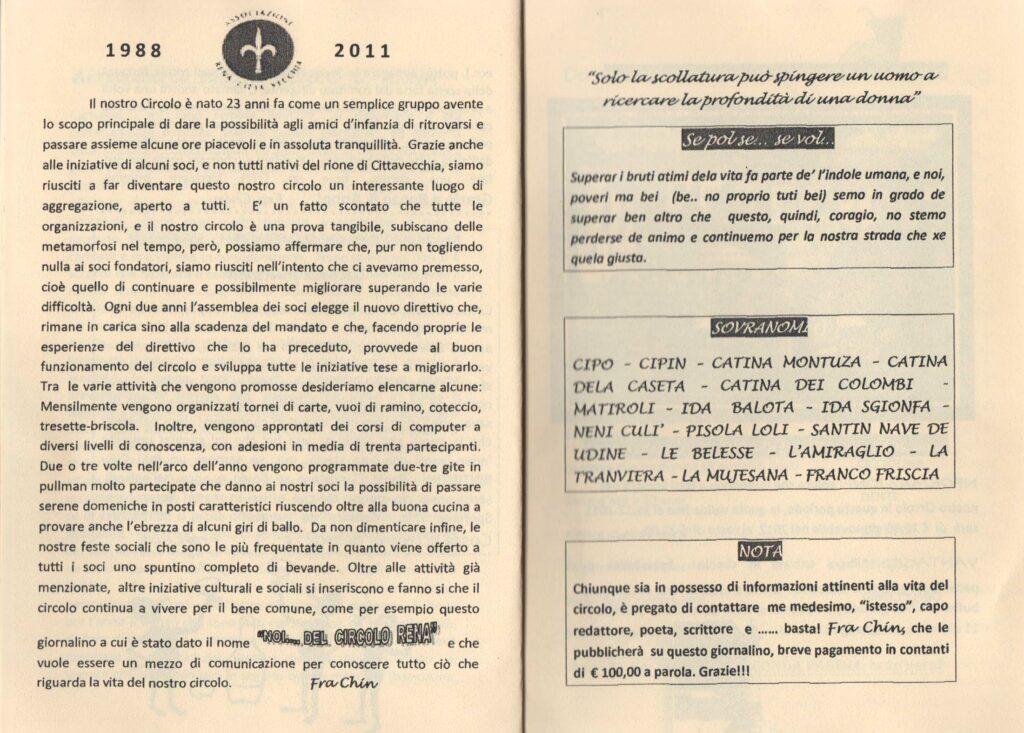 1988
ASSOCIAZIONE
RENA CITTA' VECCHIA
2011
Il nostro Circolo è nato 23 anni fa come un semplice gruppo avente
lo scopo principale di dare la possibilità agli amici d'infanzia di ritrovarsi e
passare assieme alcune ore piacevoli e in assoluta tranquillità. Grazie anche
alle iniziative di alcuni soci, e non tutti nativi del rione di Cittavecchia, siamo
riusciti a far diventare questo nostro circolo un interessante luogo di
aggregazione, aperto a tutti. E' un fatto scontato che tutte le
organizzazioni, e il nostro circolo è una prova tangibile, subiscano delle
metamorfosi nel tempo, però, possiamo affermare che, pur non togliendo
nulla ai soci fondatori, siamo riusciti nell'intento che ci avevamo premesso,
cioè quello di continuare e possibilmente migliorare superando le varie
difficoltà. Ogni due anni l'assemblea dei soci elegge il nuovo direttivo che,
rimane in carica sino alla scadenza del mandato e che, facendo proprie le
esperienze del direttivo che lo ha preceduto, provvede al buon
funzionamento del circolo e sviluppa tutte le iniziative tese a migliorarlo.
Tra le varie attività che vengono promosse desideriamo elencarne alcune:
Mensilmente vengono organizzati tornei di carte, vuoi di ramino, coteccio,
tresette-briscola. Inoltre, vengono approntati dei corsi di computer a
diversi livelli di conoscenza, con adesioni in media di trenta partecipanti.
Due o tre volte nell'arco dell'anno vengono programmate due-tre gite in
pullman molto partecipate che danno ai nostri soci la possibilità di passare
serene domeniche in posti caratteristici riuscendo oltre alla buona cucina a
provare anche l'ebrezza di alcuni giri di ballo. Da non dimenticare infine, le
nostre feste sociali che sono le più frequentate in quanto viene offerto a
tutti i soci uno spuntino completo di bevande. Oltre alle attività già
menzionate, altre iniziative culturali e sociali si inseriscono e fanno si che il
circolo continua a vivere per il bene comune, come per esempio questo
giornalino a cui è stato dato il nome "NOI.... DEL CIRCOLO RENA" e che
vuole essere un mezzo di comunicazione per conoscere tutto ciò che
riguarda la vita del nostro circolo. Fra Chin
"Solo la scollatura può spingere un uomo a
ricercare la profondità di una donna"
Se pol se... se vol..
Superar i bruti atimi dela vita fa parte de' l'indole umana, e noi,
poveri ma bei (be.. no proprio tuti bei) semo in grado de
superar ben altro che questo, quindi, coragio, no stemo
perderse de animo e continuemo per la nostra strada che xe
quela giusta.
SOVRANOMI
CIPO - CIPIN - CATINA MONTUZA - CATINA
DELA CASETA - CATINA DEI COLOMBI -
MATIROLI - IDA BALOTA - IDA SGIONFA -
NENI CULI' - PISOLA LOLI - SANTIN NAVE DE
UDINE - LE BELESSE - L'AMIRAGLIO - LA
TRANVIERA - LA MUJESANA - FRANCO FRISCIA
NOTA
Chiunque sia in possesso di informazioni attinenti alla vita del
circolo, è pregato di contattare me medesimo, "istesso", capo
redattore, poeta, scrittore e ...... basta! Fra Chin, che le
pubblicherà su questo giornalino, breve pagamento in contanti
di € 100,00 a parola. Grazie!!!